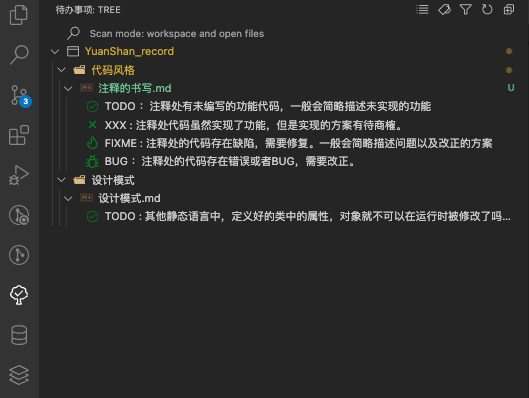 待办事项: TREE
Scan mode: workspace and open files
YuanShan_record
代码风格
注释的书写.md
U
TODO： 注释处有未编写的功能代码，一般会简略描述未实现的功能
XXX : 注释处代码虽然实现了功能，但是实现的方案有待商榷。
FIXME : 注释处的代码存在缺陷，需要修复。一般会简略描述问题以及改正的方案
BUG： 注释处的代码存在错误或者BUG，需要改正。
设计模式
设计模式.md
TODO : 其他静态语言中，定义好的类中的属性，对象就不可以在运行时被修改了吗...
3